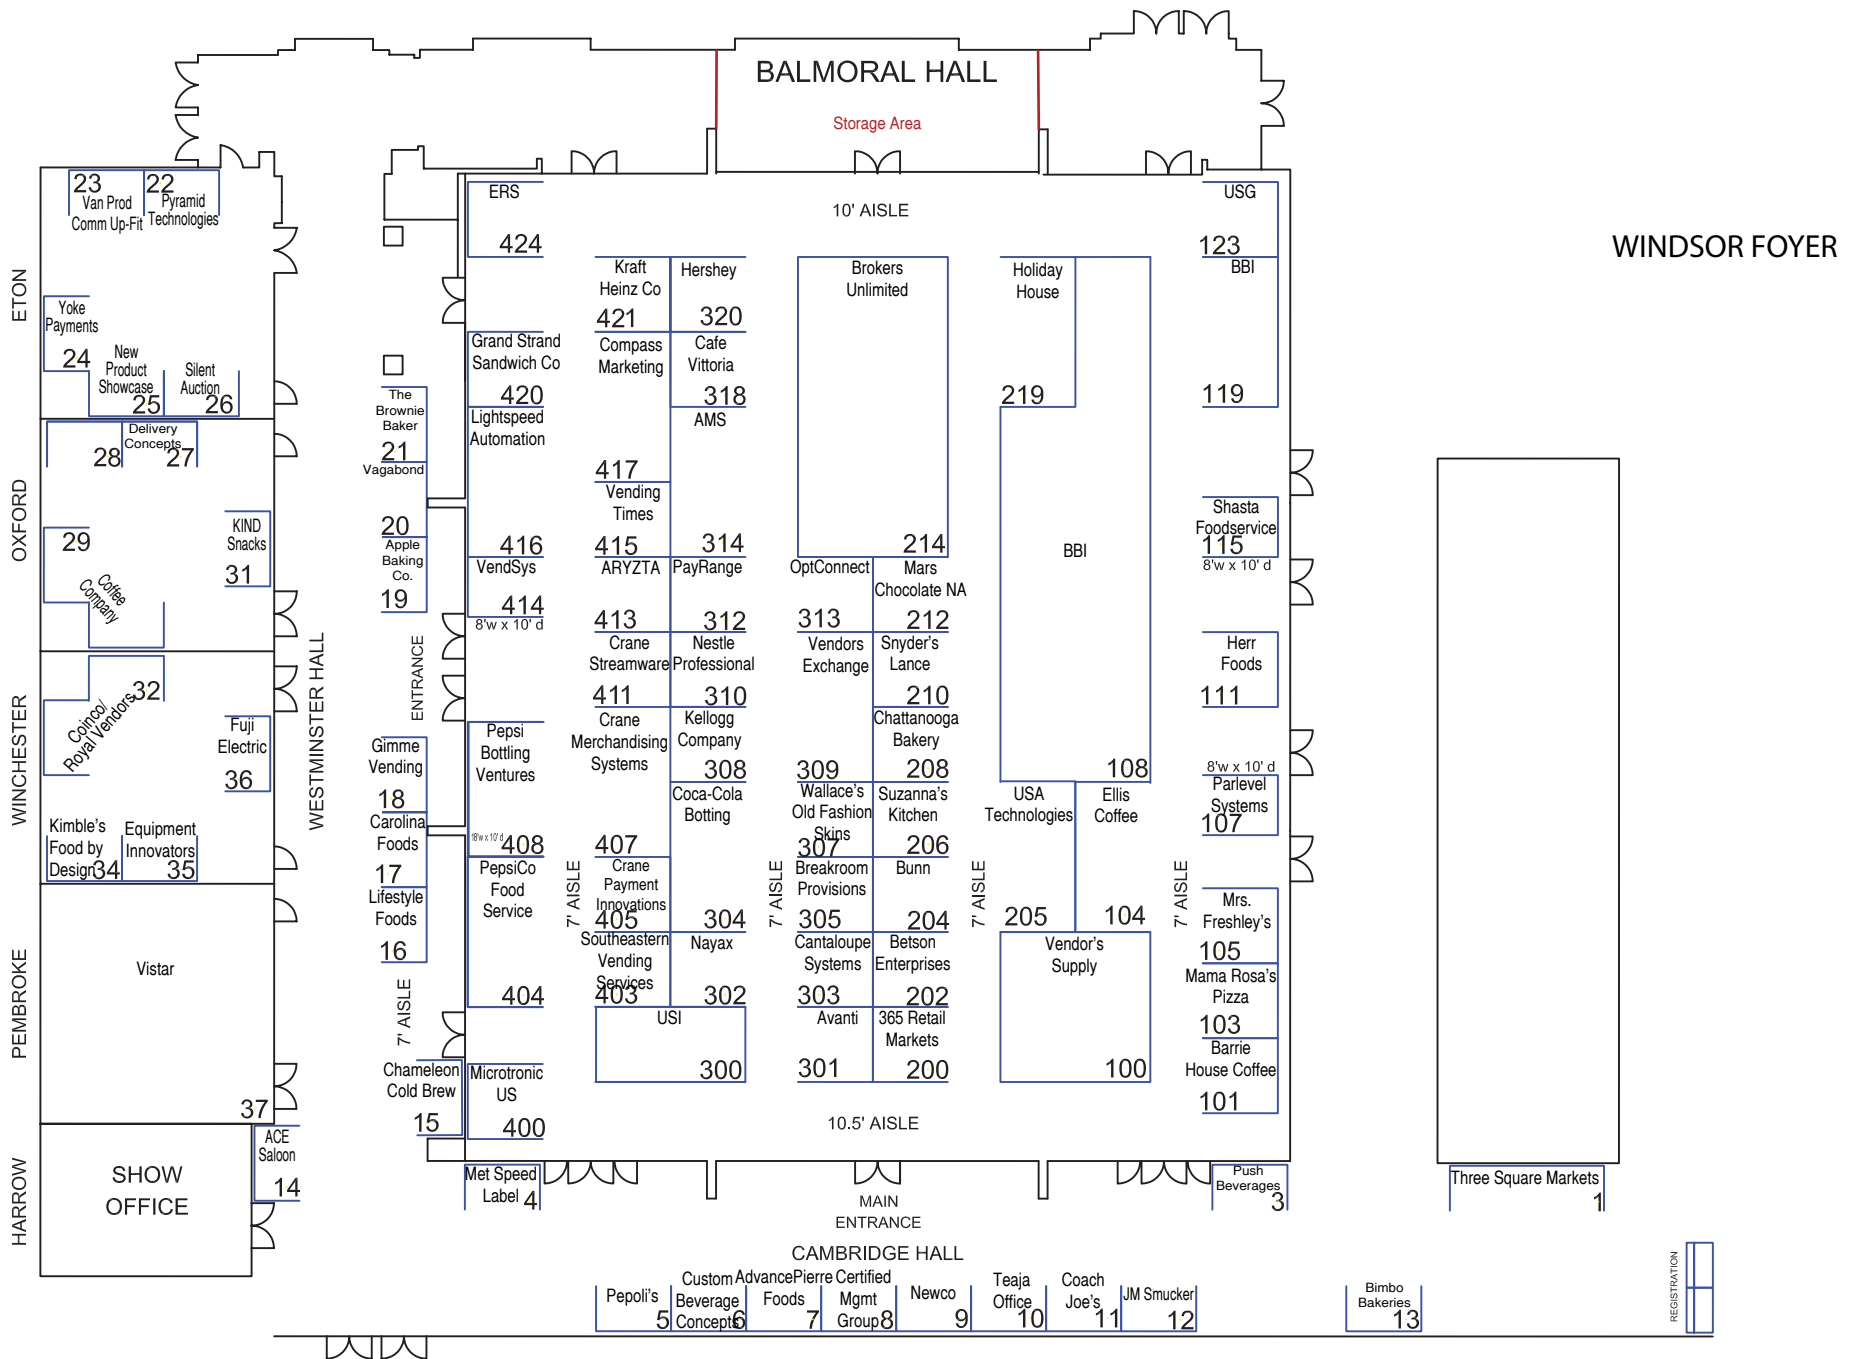 BALMORAL HALL
Storage Area
WINDSOR FOYER
10' AISLE
ETON
23
Van Prod
Comm Up-Fit
22
Pyramid
Technologies
Yoke
Payments
24
New
Product
Showcase
25
Silent
Auction
26
OXFORD
28
Delivery
Concepts
27
29
Coffee
Company
KIND
Snacks
31
WINCHESTER
32
Coinco/
Royal Vendors
Fuji
Electric
36
Kimble's
Food by
Design
34
Equipment
Innovators
35
PEMBROKE
Vistar
37
HARROW
SHOW
OFFICE
ACE
Saloon
14
WESTMINSTER HALL
The
Brownie
Baker
21
Vagabond
20
Apple
Baking
Co.
19
ENTRANCE
Gimme
Vending
18
Carolina
Foods
17
Lifestyle
Foods
16
7' AISLE
Chameleon
Cold Brew
15
ERS
424
Grand Strand
Sandwich Co
420
Lightspeed
Automation
416
VendSys
414
8'w x 10' d
Pepsi
Bottling
Ventures
18'w x 10' d
408
PepsiCo
Food
Service
404
Microtronic
US
400
Met Speed
Label
4
Kraft
Heinz Co
421
Compass
Marketing
417
Vending
Times
415
ARYZTA
413
Crane
Streamware
411
Crane
Merchandising
Systems
407
Crane
Payment
Innovations
405
Southeastern
Vending
Services
403
7' AISLE
Hershey
320
Cafe
Vittoria
318
AMS
314
PayRange
312
Nestle
Professional
310
Kellogg
Company
308
Coca-Cola
Botting
304
Nayax
302
USI
300
7' AISLE
Brokers
Unlimited
214
OptConnect
313
Vendors
Exchange
309
Wallace's
Old Fashion
Skins
307
Breakroom
Provisions
305
Cantaloupe
Systems
303
Avanti
301
Mars
Chocolate NA
212
Snyder's
Lance
210
Chattanooga
Bakery
208
Suzanna's
Kitchen
206
Bunn
204
Betson
Enterprises
202
365 Retail
Markets
200
7' AISLE
Holiday
House
219
BBI
108
USA
Technologies
205
Ellis
Coffee
104
Vendor's
Supply
100
7' AISLE
USG
123
BBI
119
Shasta
Foodservice
115
8'w x 10' d
Herr
Foods
111
8'w x 10' d
Parlevel
Systems
107
Mrs.
Freshley's
105
Mama Rosa's
Pizza
103
Barrie
House Coffee
101
10.5' AISLE
Push
Beverages
3
Three Square Markets
1
MAIN
ENTRANCE
CAMBRIDGE HALL
Pepoli's
5
Custom
Beverage
Concepts
6
AdvancePierre
Foods
7
Certified
Mgmt
Group
8
Newco
9
Teaja
Office
10
Coach
Joe's
11
JM Smucker
12
Bimbo
Bakeries
13
REGISTRATION